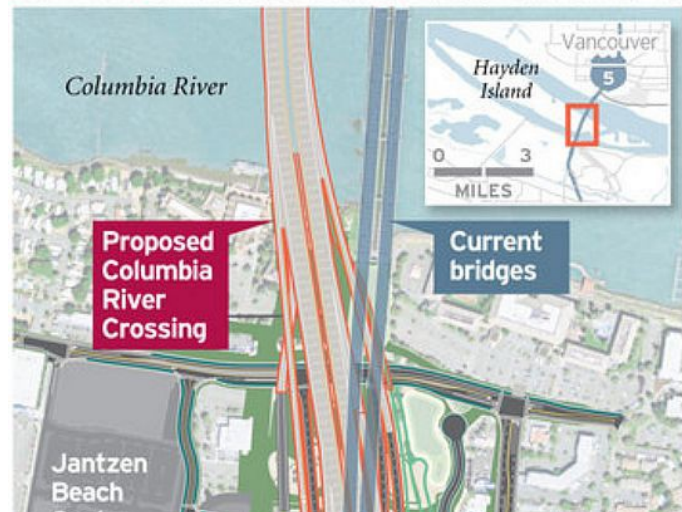 Columbia River
Vancouver
Hayden
Island
5
0 3
MILES
Proposed
Columbia
River
Crossing
Current
bridges
Jantzen
Beach